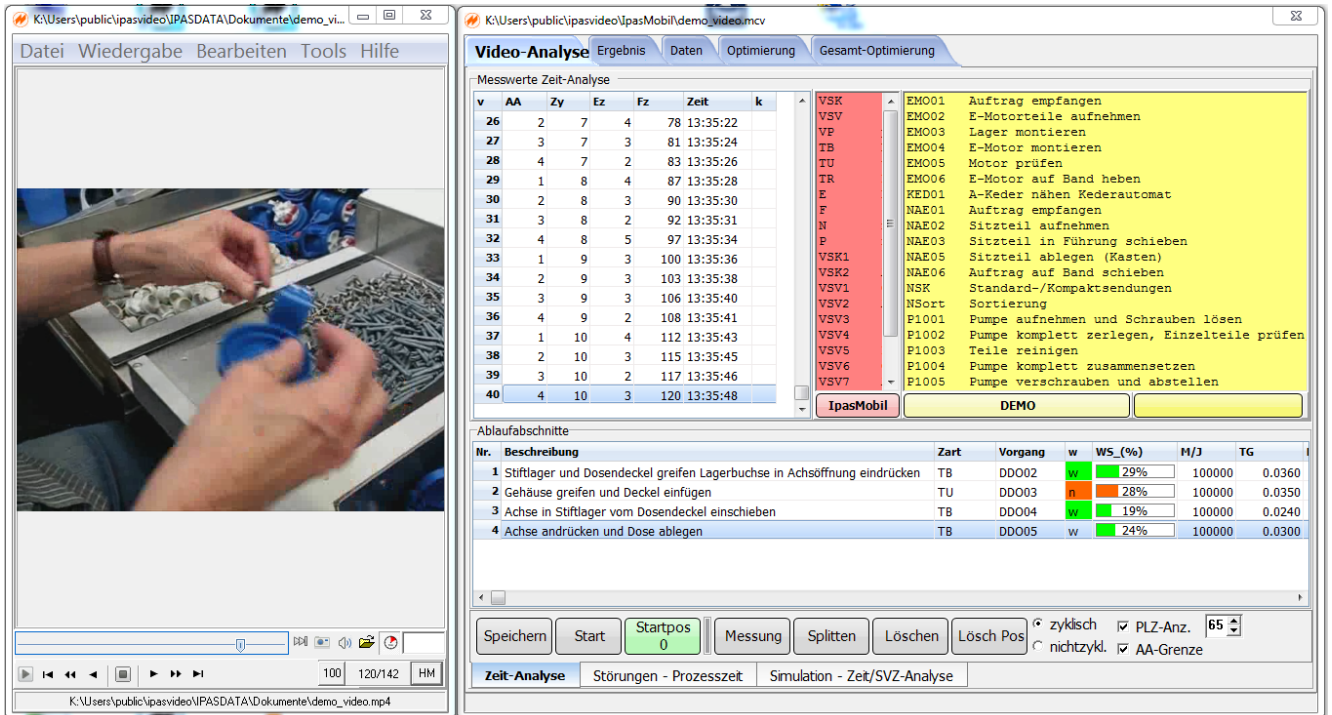 K:\Users\public\ipasvideo\IPASDATA\Dokumente\demo_vi...
Datei Wiedergabe Bearbeiten Tools Hilfe
100 120/142 HM
K:\Users\public\ipasvideo\IPASDATA\Dokumente\demo_video.mp4
K:\Users\public\ipasvideo\IpasMobil\demo_video.mcv
Video-Analyse Ergebnis Daten Optimierung Gesamt-Optimierung
Messwerte Zeit-Analyse
v AA Zy Ez Fz Zeit k
26 2 7 4 78 13:35:22
27 3 7 3 81 13:35:24
28 4 7 2 83 13:35:26
29 1 8 4 87 13:35:28
30 2 8 3 90 13:35:30
31 3 8 2 92 13:35:31
32 4 8 5 97 13:35:34
33 1 9 3 100 13:35:36
34 2 9 3 103 13:35:38
35 3 9 3 106 13:35:40
36 4 9 2 108 13:35:41
37 1 10 4 112 13:35:43
38 2 10 3 115 13:35:45
39 3 10 2 117 13:35:46
40 4 10 3 120 13:35:48
VSK
VSV
VP
TB
TU
TR
E
F
N
P
VSK1
VSK2
VSV1
VSV2
VSV3
VSV4
VSV5
VSV6
VSV7
IpasMobil
EMO01 Auftrag empfangen
EMO02 E-Motorteile aufnehmen
EMO03 Lager montieren
EMO04 E-Motor montieren
EMO05 Motor prüfen
EMO06 E-Motor auf Band heben
KED01 A-Keder nähen Kederautomat
NAE01 Auftrag empfangen
NAE02 Sitzteil aufnehmen
NAE03 Sitzteil in Führung schieben
NAE05 Sitzteil ablegen (Kasten)
NAE06 Auftrag auf Band schieben
NSK Standard-/Kompaktsendungen
NSort Sortierung
P1001 Pumpe aufnehmen und Schrauben lösen
P1002 Pumpe komplett zerlegen, Einzelteile prüfen
P1003 Teile reinigen
P1004 Pumpe komplett zusammensetzen
P1005 Pumpe verschrauben und abstellen
DEMO
Ablaufabschnitte
Nr. Beschreibung Zart Vorgang w WS_(%) M/J TG
1 Stiftlager und Dosendeckel greifen Lagerbuchse in Achsöffnung eindrücken TB DDO02 w 29% 100000 0.0360
2 Gehäuse greifen und Deckel einfügen TU DDO03 n 28% 100000 0.0350
3 Achse in Stiftlager vom Dosendeckel einschieben TB DDO04 w 19% 100000 0.0240
4 Achse andrücken und Dose ablegen TB DDO05 w 24% 100000 0.0300
Speichern Start Startpos 0 Messung Splitten Löschen Lösch Pos zyklisch PLZ-Anz. 65
nichtzykl. AA-Grenze
Zeit-Analyse Störungen - Prozesszeit Simulation - Zeit/SVZ-Analyse